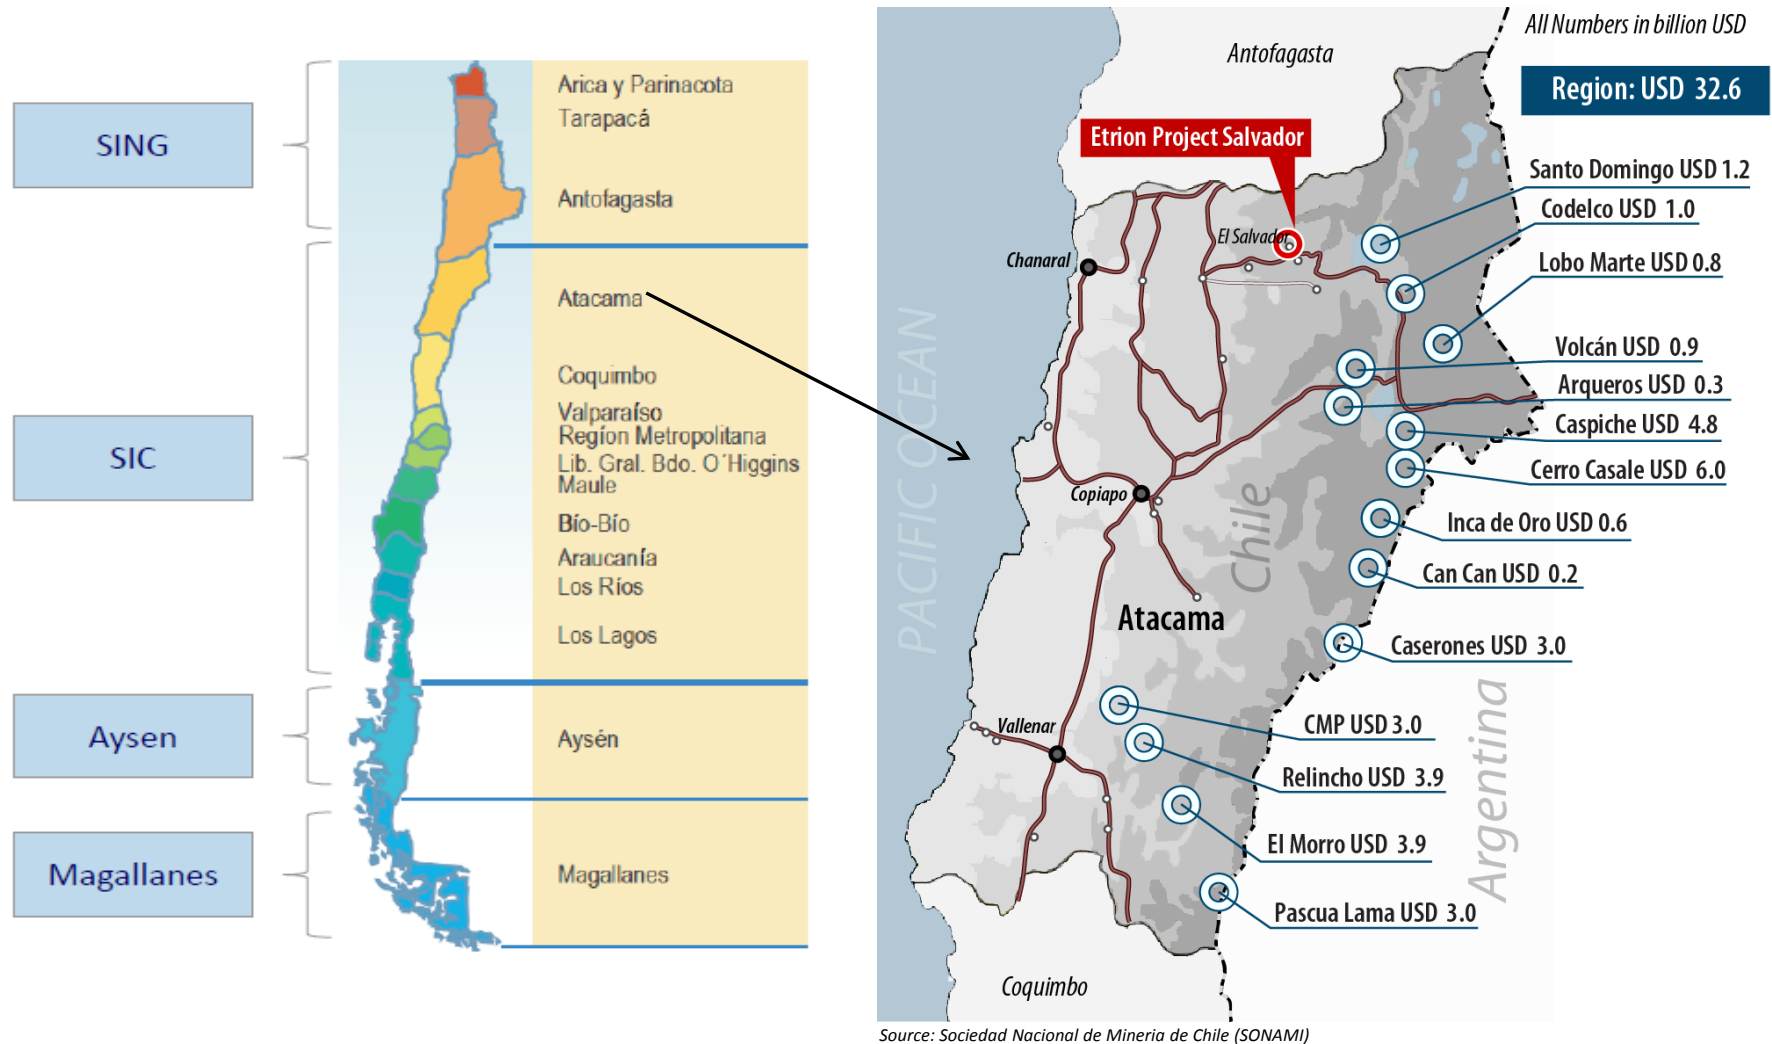 SING
SIC
Aysen
Magallanes
Arica y Parinacota
Tarapacá
Antofagasta
Atacama
Coquimbo
Valparaíso
Regíon Metropolitana
Lib. Gral. Bdo. O´Higgins
Maule
Bío-Bío
Araucanía
Los Ríos
Los Lagos
Aysén
Magallanes
All Numbers in billion USD
Region: USD 32.6
Antofagasta
Etrion Project Salvador
Santo Domingo USD 1.2
Codelco USD 1.0
El Salvador
Chanaral
Lobo Marte USD 0.8
Volcán USD 0.9
Arqueros USD 0.3
Caspiche USD 4.8
Cerro Casale USD 6.0
Copiapo
Inca de Oro USD 0.6
Can Can USD 0.2
PACIFIC OCEAN
Chile
Atacama
Caserones USD 3.0
CMP USD 3.0
Vallenar
Relincho USD 3.9
Argentina
El Morro USD 3.9
Pascua Lama USD 3.0
Coquimbo
Source: Sociedad Nacional de Mineria de Chile (SONAMI)